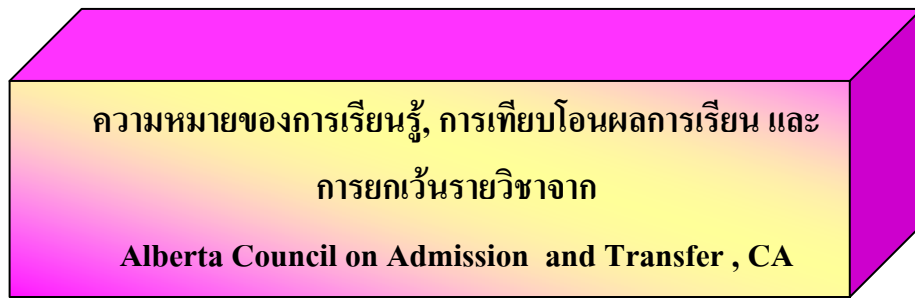 ความหมายของการเรียนรู้, การเทียบโอนผลการเรียน และ
การยกเว้นรายวิชาจาก
Alberta Council on Admission and Transfer , CA